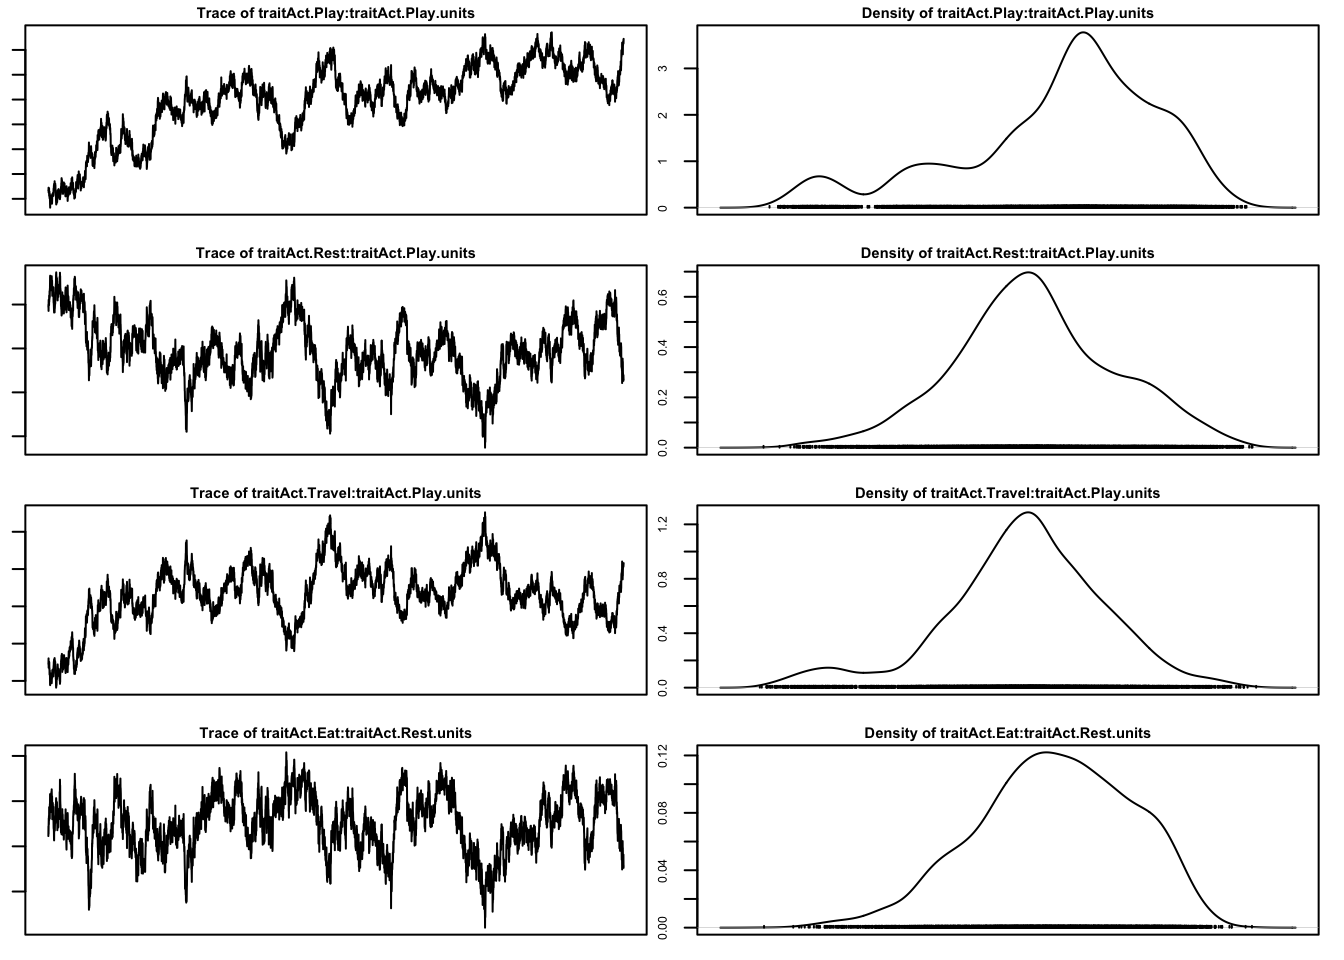 Trace of traitAct.Play:traitAct.Play.units
Density of traitAct.Play:traitAct.Play.units
3
2
1
0
Trace of traitAct.Rest:traitAct.Play.units
Density of traitAct.Rest:traitAct.Play.units
0.6
0.4
0.2
0.0
Trace of traitAct.Travel:traitAct.Play.units
Density of traitAct.Travel:traitAct.Play.units
1.2
0.8
0.4
0.0
Trace of traitAct.Eat:traitAct.Rest.units
Density of traitAct.Eat:traitAct.Rest.units
0.12
0.08
0.04
0.00